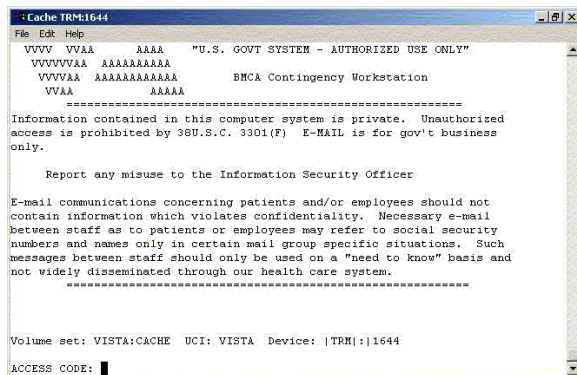 Cache TRM:1644
File Edit Help
VVVV VVAA AAAA "U.S. GOVT SYSTEM - AUTHORIZED USE ONLY"
VVVVVVAA AAAAAAAAAA
VVVVAA AAAAAAAAAAAA BMCA Contingency Workstation
VVAA AAAAA
=========================================================
Information contained in this computer system is private. Unauthorized
access is prohibited by 38U.S.C. 3301(F) E-MAIL is for gov't business
only.
Report any misuse to the Information Security Officer
E-mail communications concerning patients and/or employees should not
contain information which violates confidentiality. Necessary e-mail
between staff as to patients or employees may refer to social security
numbers and names only in certain mail group specific situations. Such
messages between staff should only be used on a "need to know" basis and
not widely disseminated through our health care system.
==========================================================
Volume set: VISTA:CACHE UCI: VISTA Device: |TRM|:|1644
ACCESS CODE: